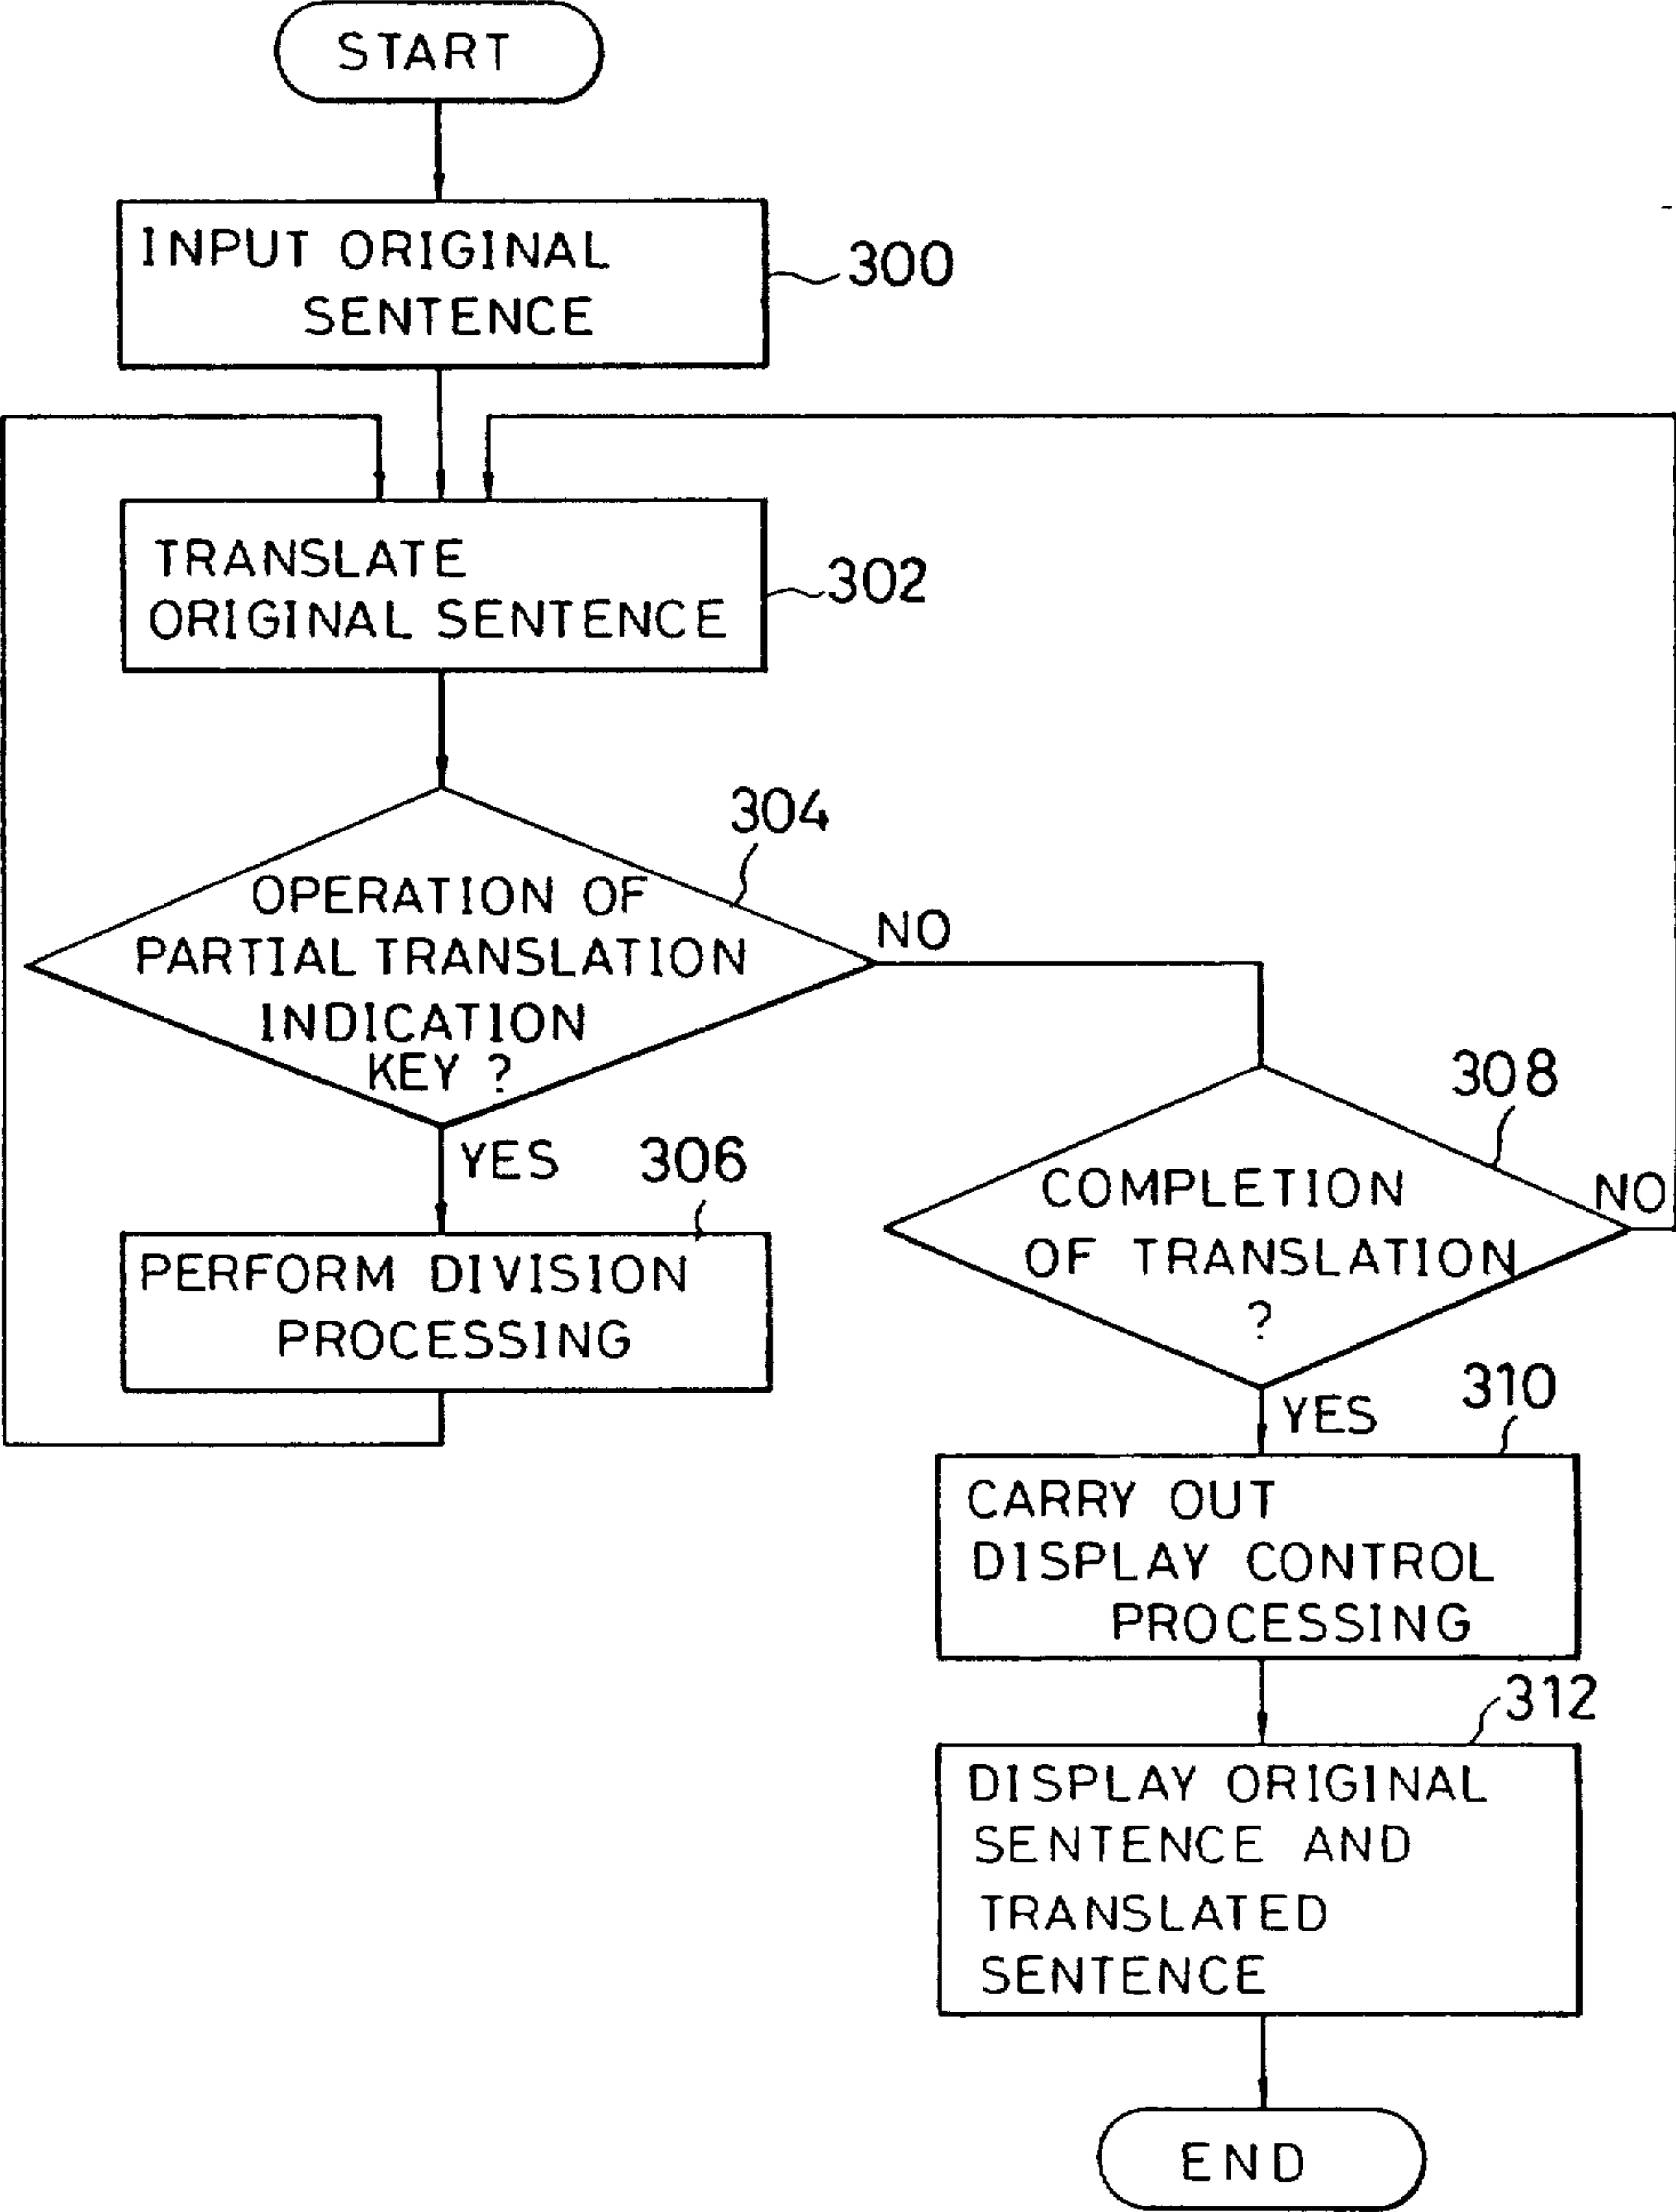 START
INPUT ORIGINAL
SENTENCE
300
TRANSLATE
ORIGINAL SENTENCE
302
304
OPERATION OF
PARTIAL TRANSLATION
INDICATION
KEY ?
NO
YES
306
PERFORM DIVISION
PROCESSING
308
COMPLETION
OF TRANSLATION
?
NO
YES
310
CARRY OUT
DISPLAY CONTROL
PROCESSING
312
DISPLAY ORIGINAL
SENTENCE AND
TRANSLATED
SENTENCE
END